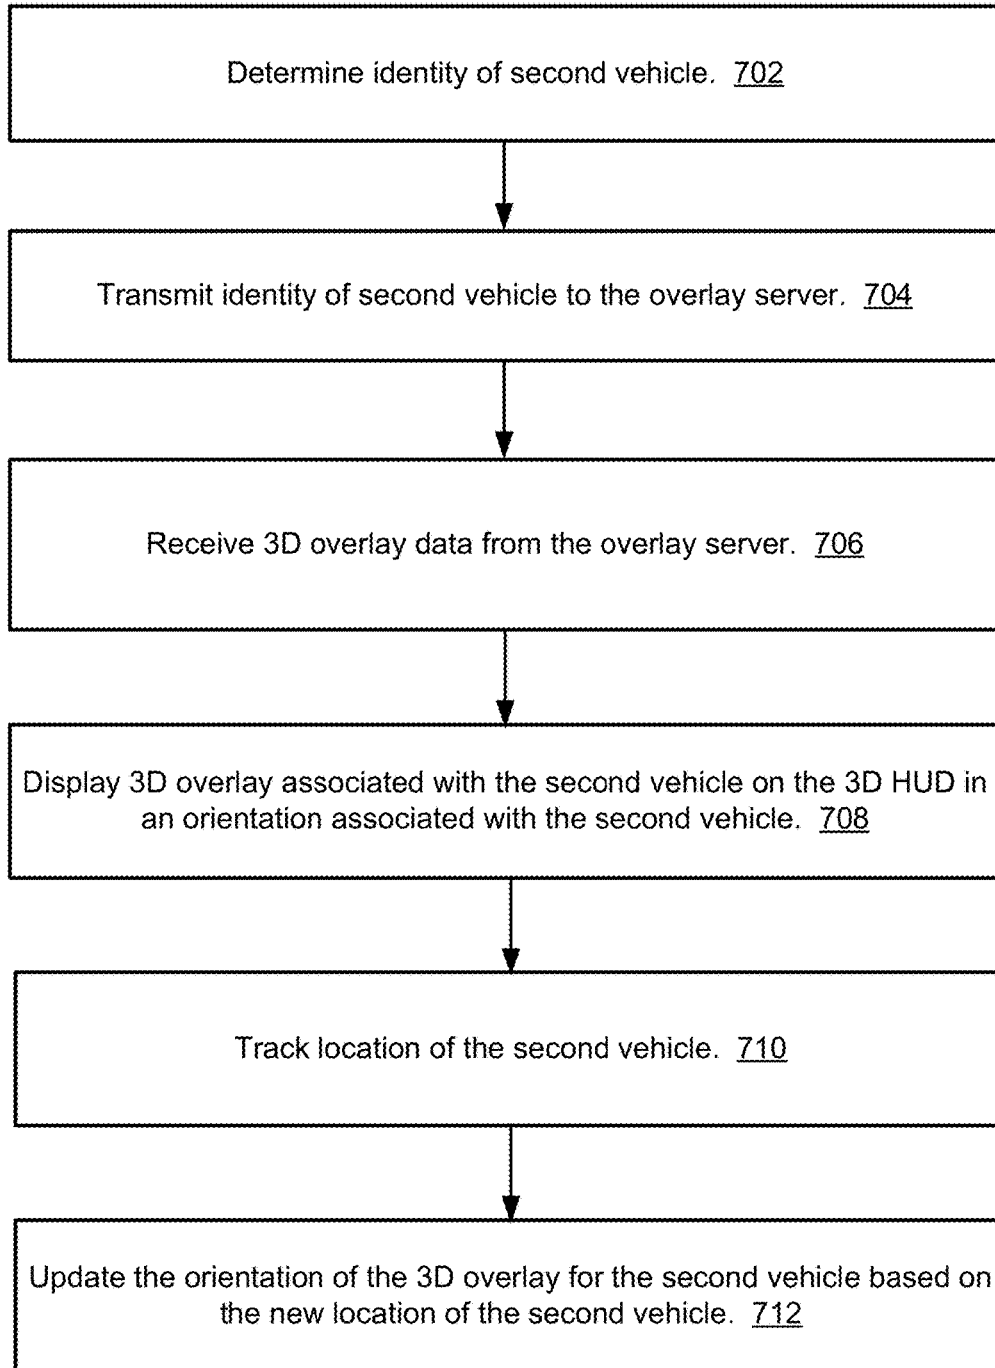 Determine identity of second vehicle. 702
Transmit identity of second vehicle to the overlay server. 704
Receive 3D overlay data from the overlay server. 706
Display 3D overlay associated with the second vehicle on the 3D HUD in
an orientation associated with the second vehicle. 708
Track location of the second vehicle. 710
Update the orientation of the 3D overlay for the second vehicle based on
the new location of the second vehicle. 712